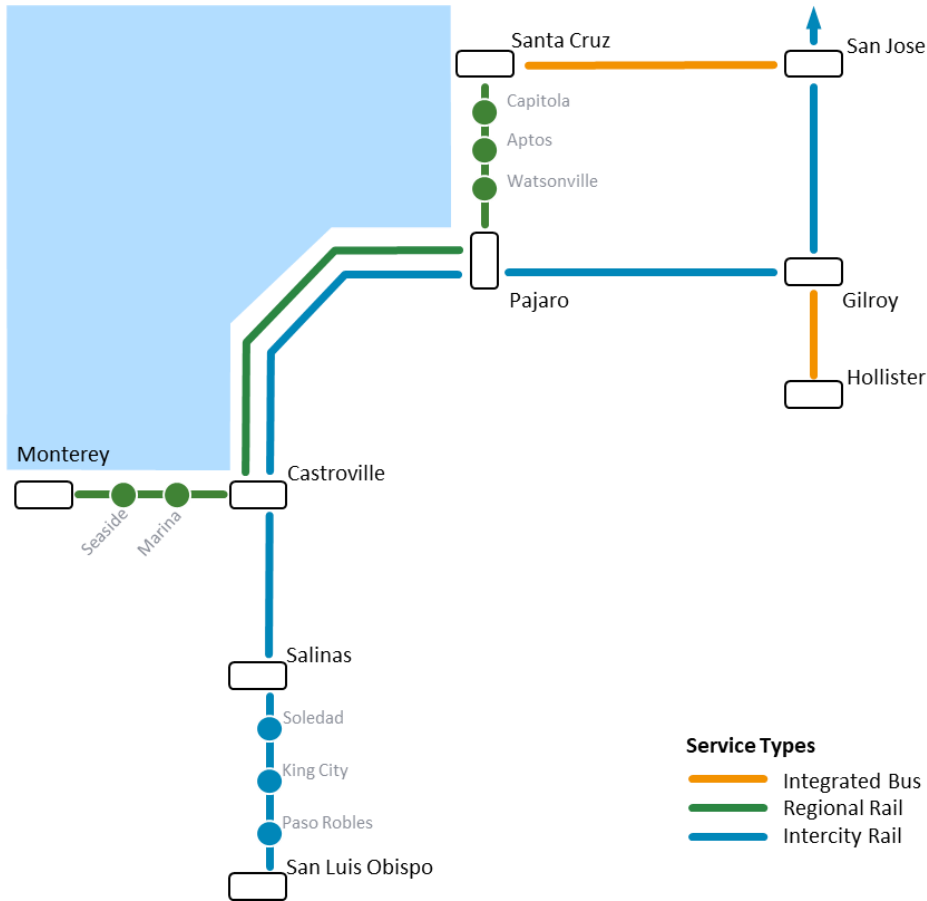 Santa Cruz
San Jose
Capitola
Aptos
Watsonville
Pajaro
Gilroy
Hollister
Monterey
Castroville
Seaside
Marina
Salinas
Soledad
King City
Paso Robles
San Luis Obispo
Service Types
Integrated Bus
Regional Rail
Intercity Rail